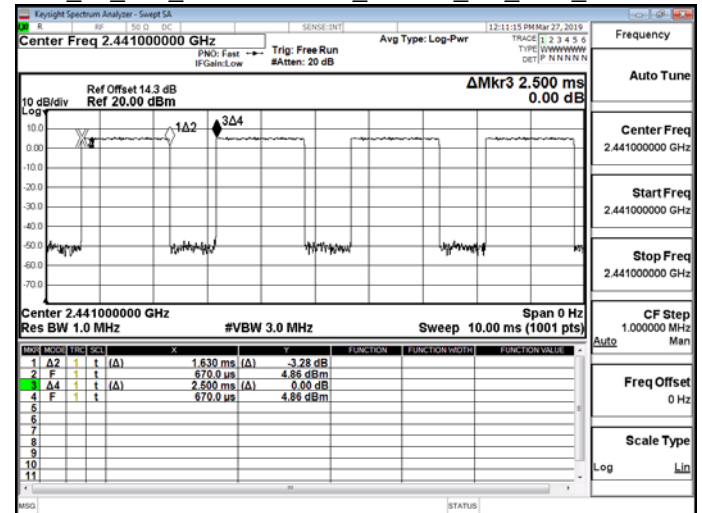 Keysight Spectrum Analyzer - Swept SA
R RF 50 Ω DC SENSE:INT 12:11:15 PM Mar 27, 2019
Center Freq 2.441000000 GHz
PNO: Fast
IFGain:Low
Trig: Free Run
#Atten: 20 dB
Avg Type: Log-Pwr
TRACE 1 2 3 4 5 6
TYPE WWWWWW
DET P N N N N N
Ref Offset 14.3 dB
Ref 20.00 dBm
10 dB/div
Log
ΔMkr3 2.500 ms
0.00 dB
10.0
0.00
-10.0
-20.0
-30.0
-40.0
-50.0
-60.0
-70.0
1Δ2
3Δ4
Center 2.441000000 GHz Span 0 Hz
Res BW 1.0 MHz #VBW 3.0 MHz Sweep 10.00 ms (1001 pts)
MKR MODE TRC SCL X Y FUNCTION FUNCTION WIDTH FUNCTION VALUE
1 Δ2 1 t (Δ) 1.630 ms (Δ) -3.28 dB
2 F 1 t 670.0 µs 4.86 dBm
3 Δ4 1 t (Δ) 2.500 ms (Δ) 0.00 dB
4 F 1 t 670.0 µs 4.86 dBm
5
6
7
8
9
10
11
MSG STATUS
Frequency
Auto Tune
Center Freq
2.441000000 GHz
Start Freq
2.441000000 GHz
Stop Freq
2.441000000 GHz
CF Step
1.000000 MHz
Auto Man
Freq Offset
0 Hz
Scale Type
Log Lin